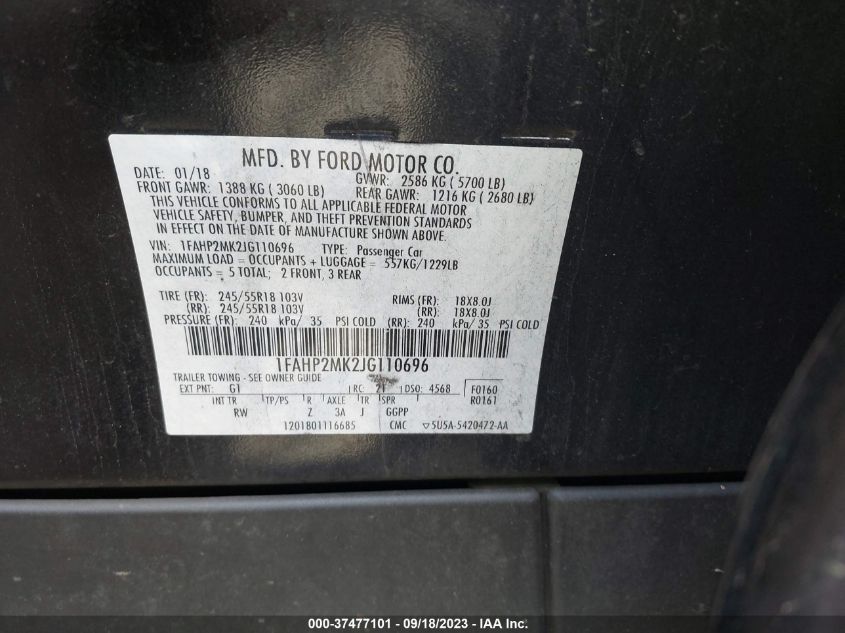 MFD. BY FORD MOTOR CO.
DATE: 01/18 GVWR: 2586 KG ( 5700 LB)
FRONT GAWR: 1388 KG ( 3060 LB) REAR GAWR: 1216 KG ( 2680 LB)
THIS VEHICLE CONFORMS TO ALL APPLICABLE FEDERAL MOTOR
VEHICLE SAFETY, BUMPER, AND THEFT PREVENTION STANDARDS
IN EFFECT ON THE DATE OF MANUFACTURE SHOWN ABOVE.
VIN: 1FAHP2MK2JG110696 TYPE: Passenger Car
MAXIMUM LOAD = OCCUPANTS + LUGGAGE = 557KG/1229LB
OCCUPANTS = 5 TOTAL; 2 FRONT, 3 REAR
TIRE (FR): 245/55R18 103V RIMS (FR): 18X8.0J
(RR): 245/55R18 103V (RR): 18X8.0J
PRESSURE (FR): 240 kPa/ 35 PSI COLD (RR): 240 kPa/ 35 PSI COLD
1FAHP2MK2JG110696
TRAILER TOWING - SEE OWNER GUIDE
EXT PNT: G1 RC: 21 DSO: 4568 F0160
INT TR TP/PS R AXLE TR SPR R0161
RW Z 3A J GGPP
1201801116685 CMC ▽5U5A-5420472-AA
000-37477101 - 09/18/2023 - Copyright © 2023 IAA, Inc.